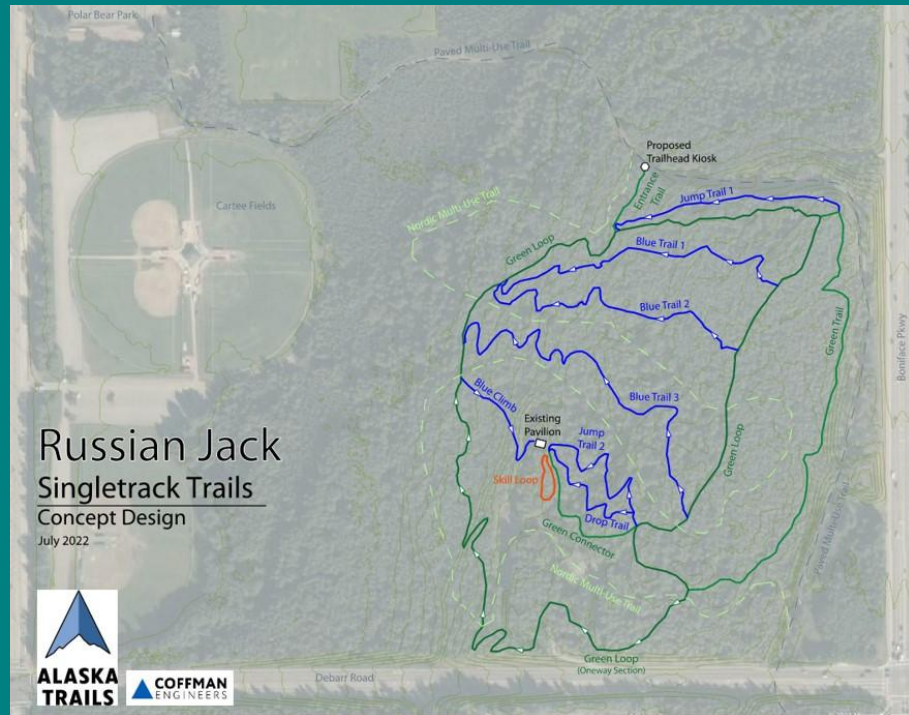 Polar Bear Park
Paved Multi-Use Trail
Proposed
Trailhead Kiosk
Entrance
Trail
Jump Trail 1
Nordic Multi-Use Trail
Cartee Fields
Green Loop
Blue Trail 1
Blue Trail 2
Green Trail
Boniface Pkwy
Blue Climb
Blue Trail 3
Existing
Pavilion
Jump
Trail 2
Green Loop
Skill Loop
Drop Trail
Green Connector
Paved Multi-Use Trail
Nordic Multi-Use Trail
Green Loop
(Oneway Section)
Debarr Road
Russian Jack
Singletrack Trails
Concept Design
July 2022
ALASKA
TRAILS
COFFMAN
ENGINEERS